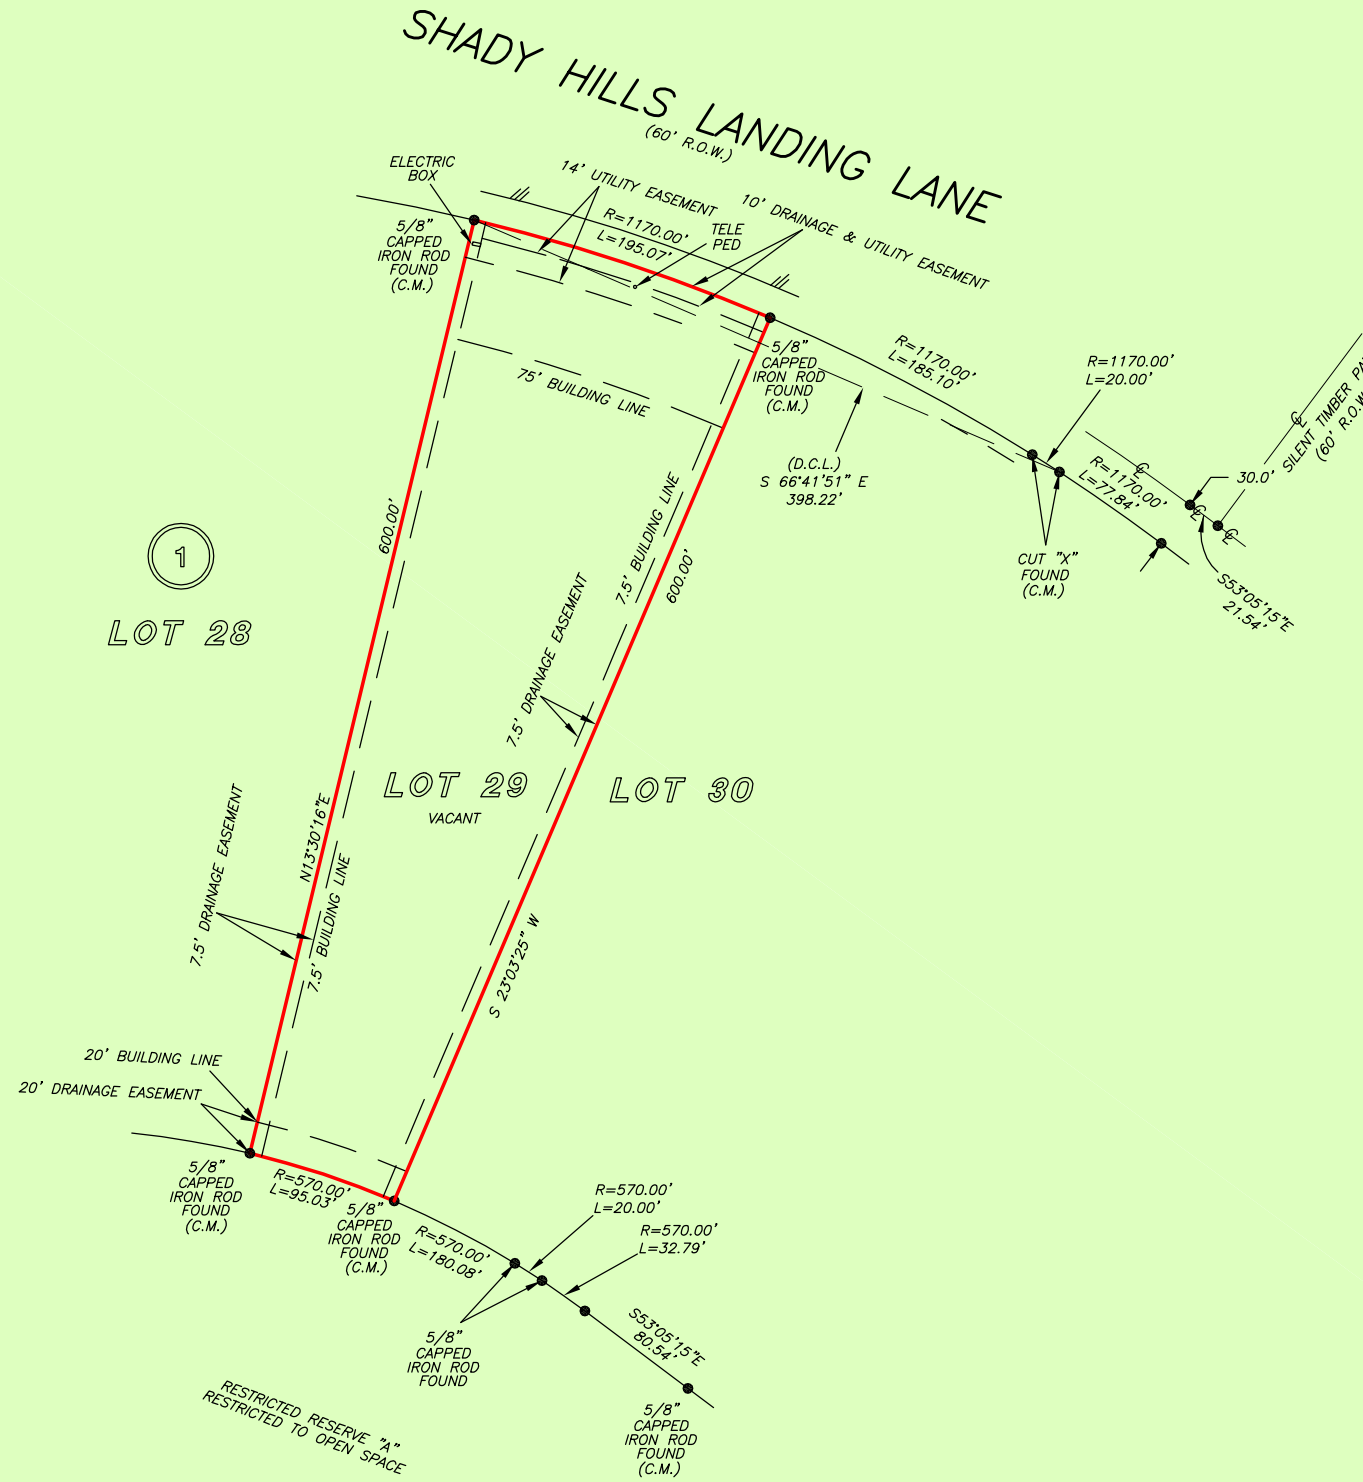 SHADY HILLS LANDING LANE
(60' R.O.W.)
ELECTRIC
BOX
14' UTILITY EASEMENT
10' DRAINAGE & UTILITY EASEMENT
R=1170.00'
L=195.07'
TELE
PED
5/8"
CAPPED
IRON ROD
FOUND
(C.M.)
5/8"
CAPPED
IRON ROD
FOUND
(C.M.)
75' BUILDING LINE
R=1170.00'
L=185.10'
R=1170.00'
L=20.00'
R=1170.00'
L=77.84'
(D.C.L.)
S 66°41'51" E
398.22'
30.0'
SILENT TIMBER
(60' R.O.W.
CUT "X"
FOUND
(C.M.)
S53°05'15"E
21.54'
600.00'
7.5' BUILDING LINE
600.00'
7.5' DRAINAGE EASEMENT
1
LOT 28
LOT 29
VACANT
LOT 30
N13°30'16"E
7.5' DRAINAGE EASEMENT
7.5' BUILDING LINE
S 23°03'25" W
20' BUILDING LINE
20' DRAINAGE EASEMENT
5/8"
CAPPED
IRON ROD
FOUND
(C.M.)
R=570.00'
L=95.03'
5/8"
CAPPED
IRON ROD
FOUND
(C.M.)
R=570.00'
L=180.08'
R=570.00'
L=20.00'
R=570.00'
L=32.79'
5/8"
CAPPED
IRON ROD
FOUND
S53°05'15"E
80.54'
5/8"
CAPPED
IRON ROD
FOUND
(C.M.)
RESTRICTED RESERVE "A"
RESTRICTED TO OPEN SPACE